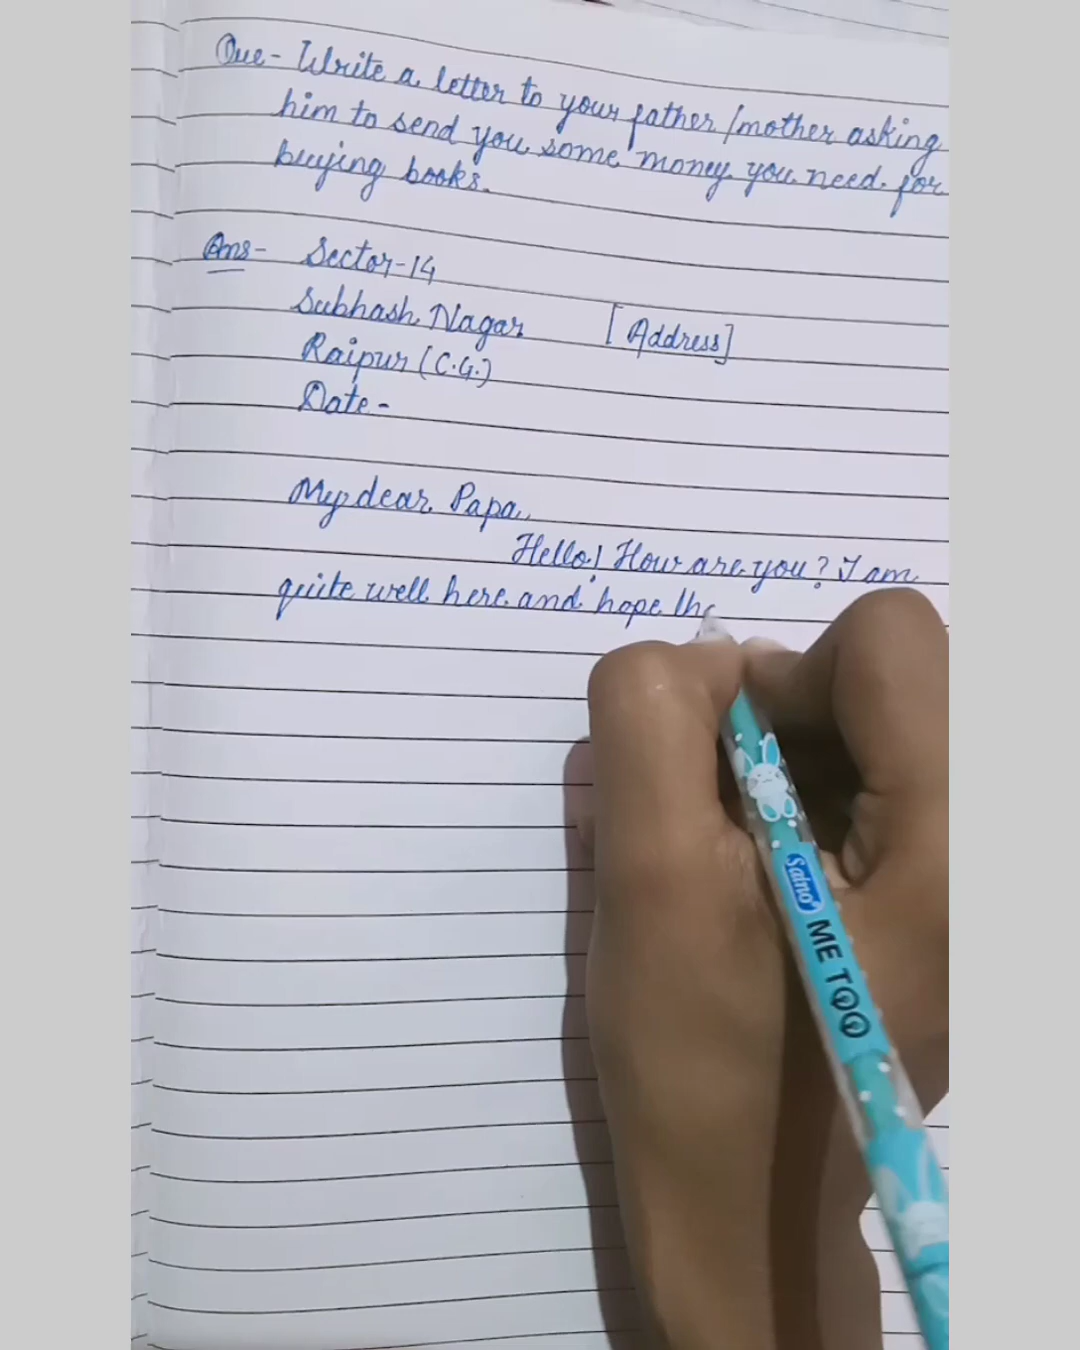 Que- Write a letter to your father/mother asking
him to send you some money you need for
buying books.
Ans- Sector-14
Subhash Nagar [Address]
Raipur (C.G.)
Date-
My dear Papa,
Hello! How are you? I am
quite well here and hope
Saino
ME TOO